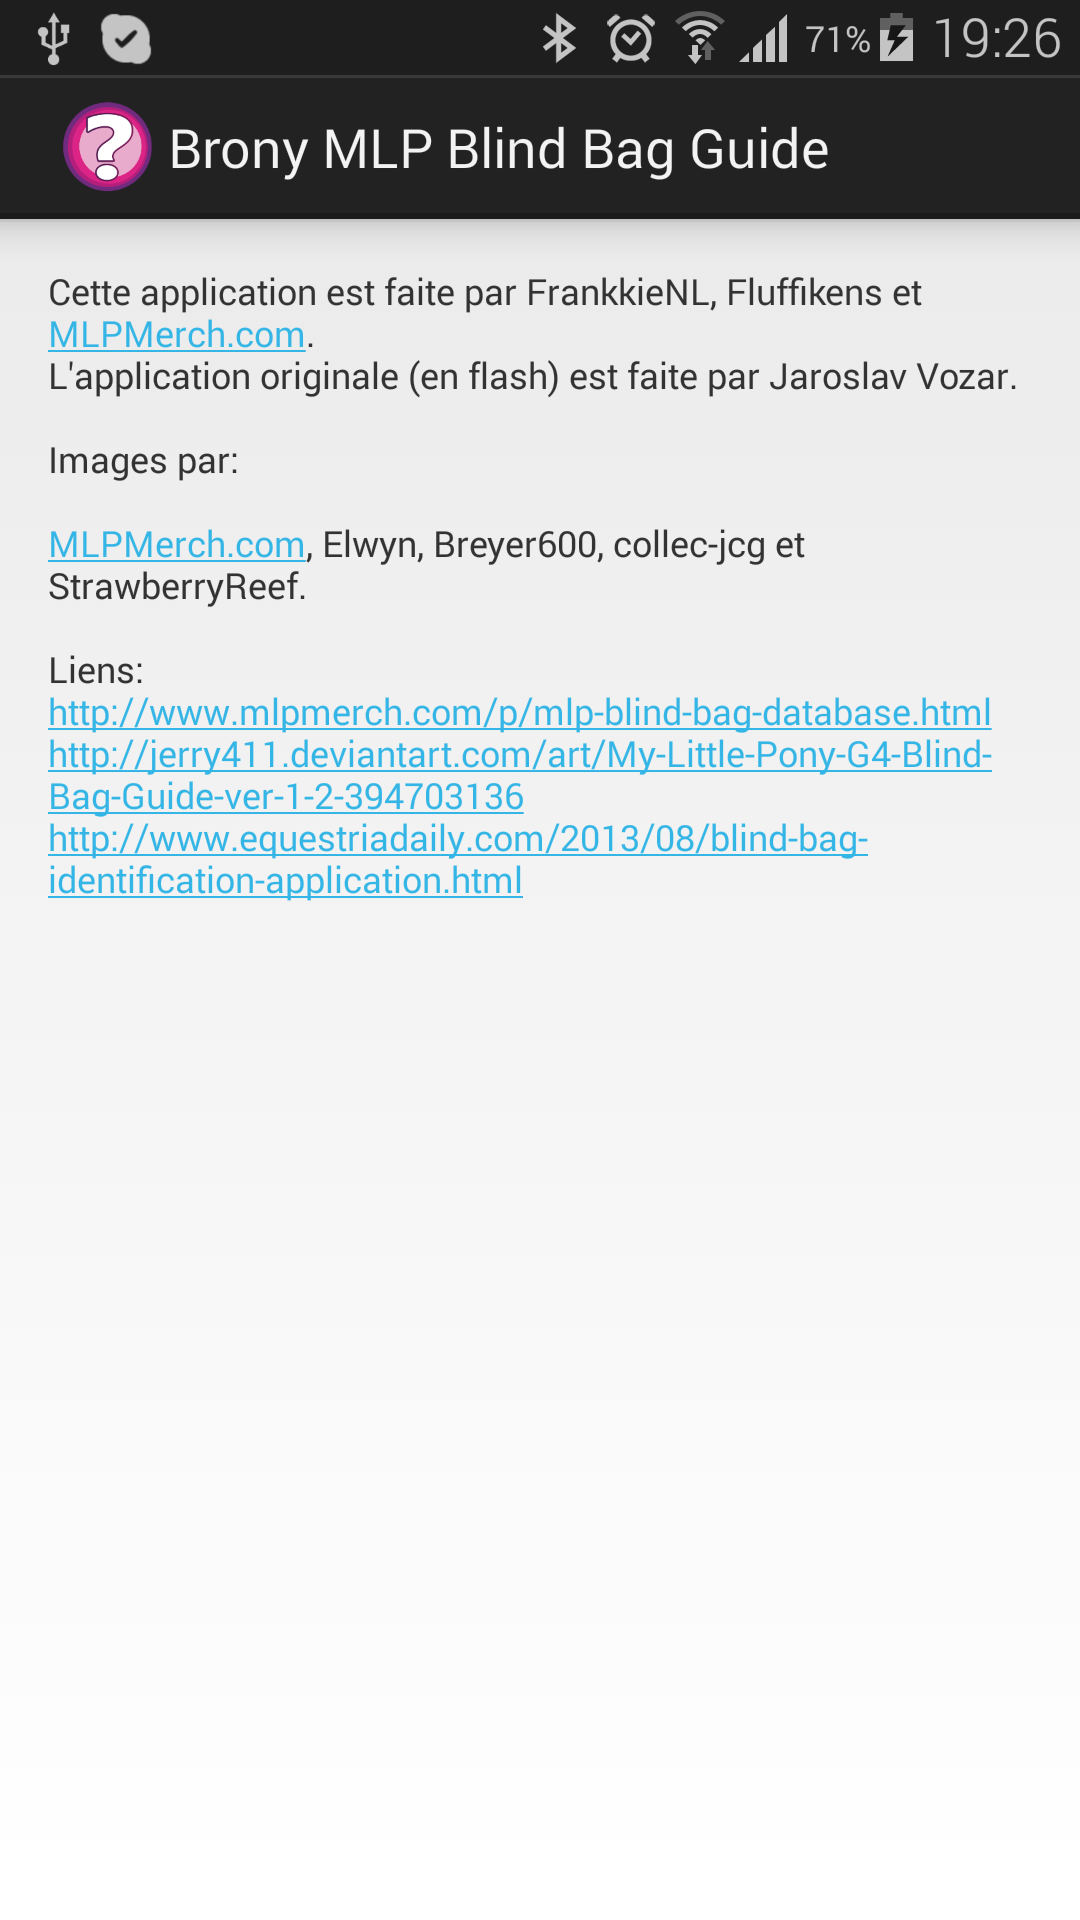 71% 19:26
? Brony MLP Blind Bag Guide
Cette application est faite par FrankkieNL, Fluffikens et
MLPMerch.com.
L'application originale (en flash) est faite par Jaroslav Vozar.
Images par:
MLPMerch.com, Elwyn, Breyer600, collec-jcg et
StrawberryReef.
Liens:
http://www.mlpmerch.com/p/mlp-blind-bag-database.html
http://jerry411.deviantart.com/art/My-Little-Pony-G4-Blind-
Bag-Guide-ver-1-2-394703136
http://www.equestriadaily.com/2013/08/blind-bag-
identification-application.html